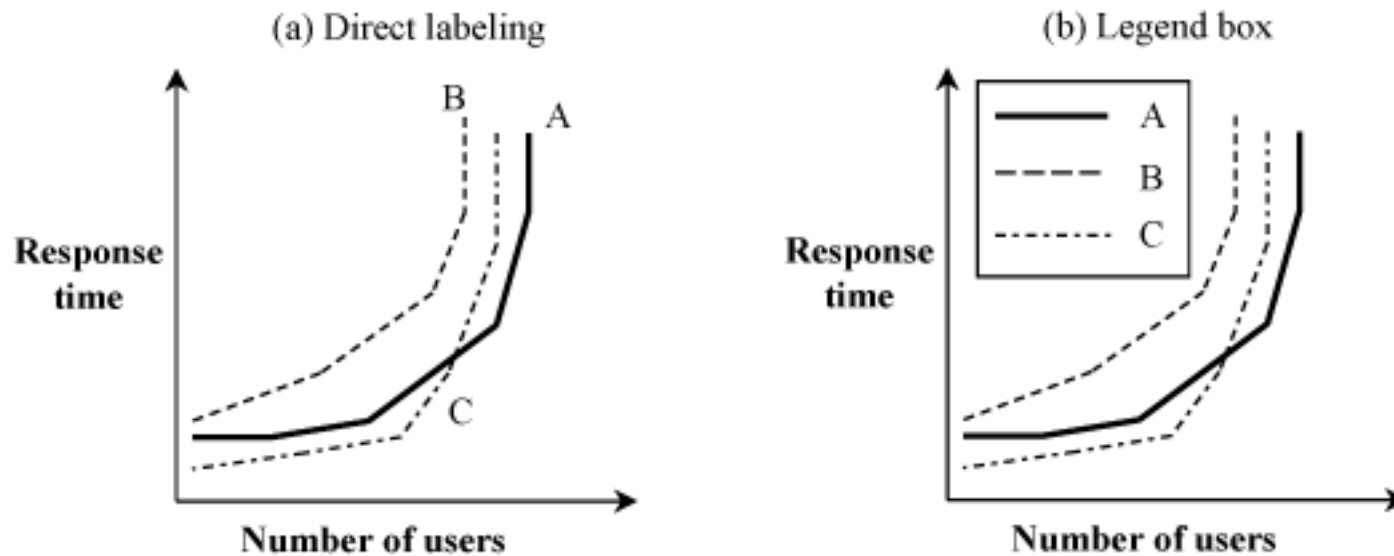 (a) Direct labeling
B
A
Response
time
C
Number of users
(b) Legend box
A
B
C
Response
time
Number of users